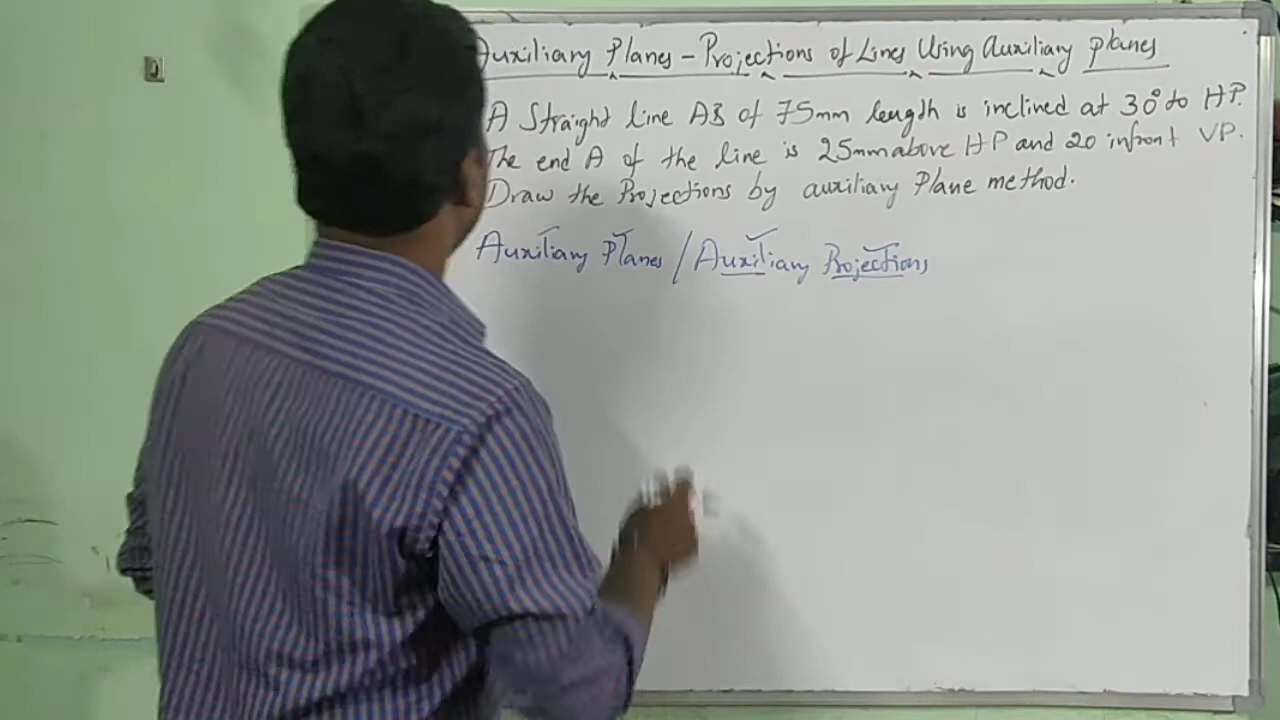 Auxiliary Planes - Projections of Lines Using auxiliary planes
A Straight line AB of 75mm length is inclined at 30° to HP.
The end A of the line is 25mm above HP and 20 infront VP.
Draw the Projections by auxiliary Plane method.
Auxiliary Planes / Auxiliary Projections